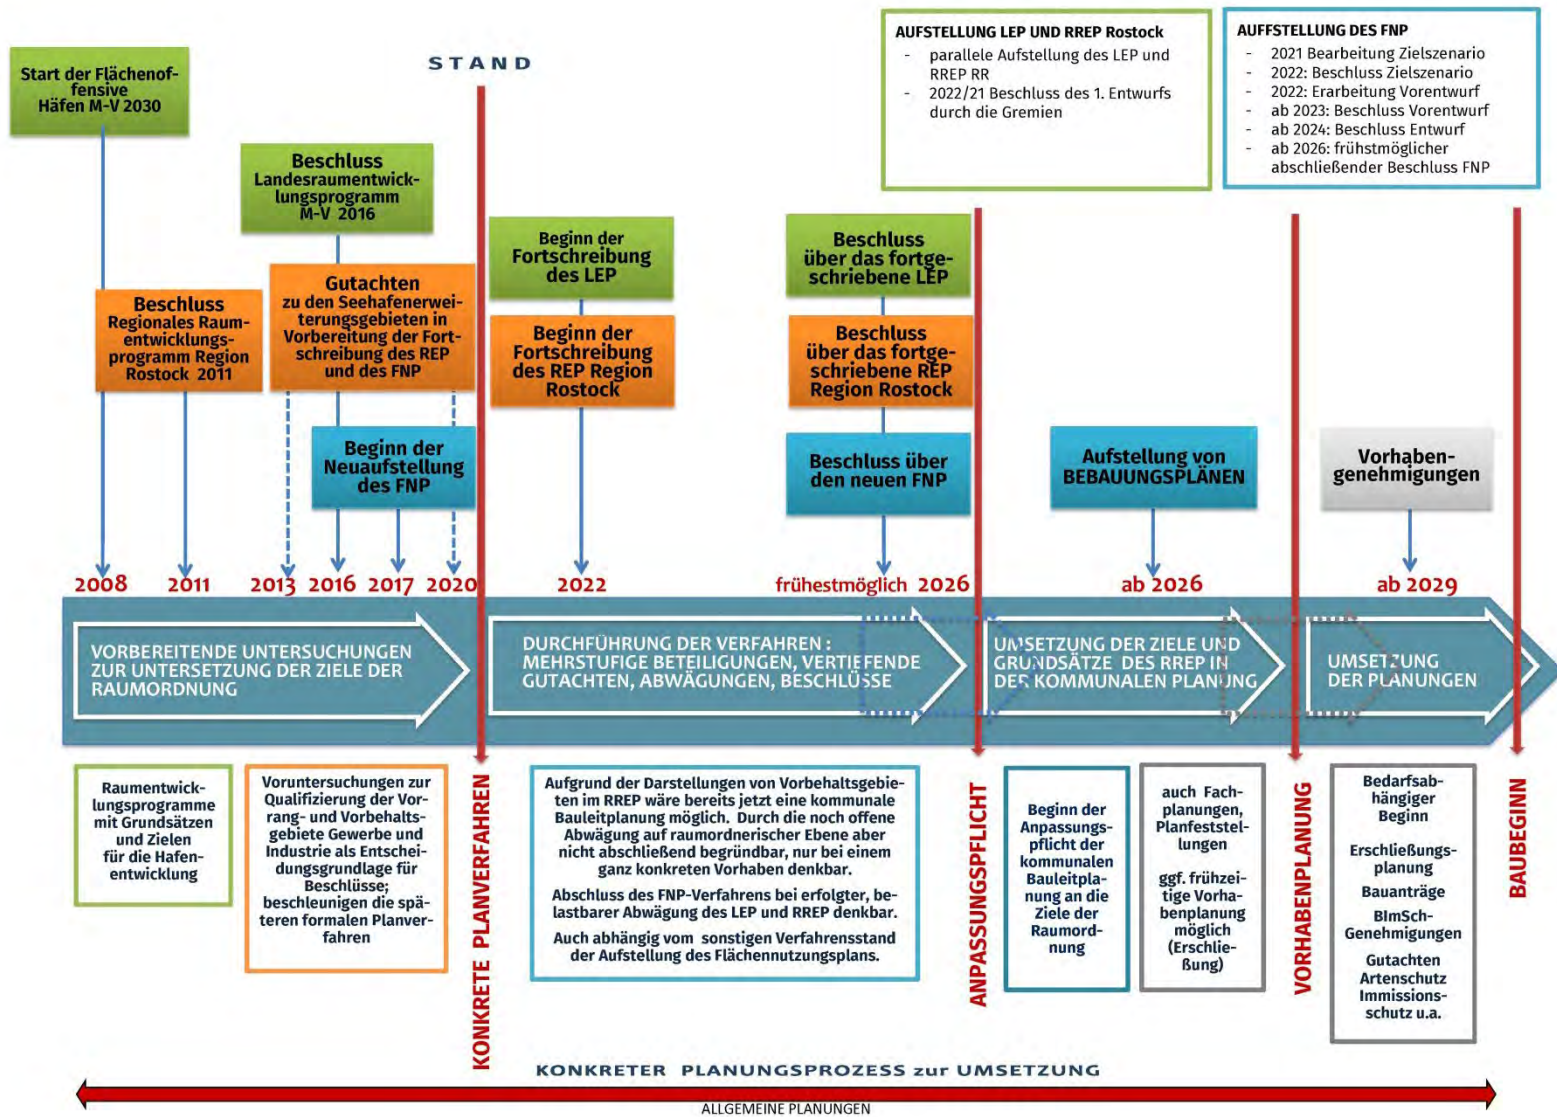 STAND
AUFSTELLUNG LEP UND RREP Rostock
- parallele Aufstellung des LEP und
RREP RR
- 2022/21 Beschluss des 1. Entwurfs
durch die Gremien
AUFFSTELLUNG DES FNP
- 2021 Bearbeitung Zielszenario
- 2022: Beschluss Zielszenario
- 2022: Erarbeitung Vorentwurf
- ab 2023: Beschluss Vorentwurf
- ab 2024: Beschluss Entwurf
- ab 2026: frühstmöglicher
abschließender Beschluss FNP
Start der Flächenof-
fensive
Häfen M-V 2030
Beschluss
Landesraumentwick-
lungsprogramm
M-V 2016
Beschluss
Regionales Raum-
entwicklungs-
programm Region
Rostock 2011
Gutachten
zu den Seehafenerwei-
terungsgebieten in
Vorbereitung der Fort-
schreibung des REP
und des FNP
Beginn der
Neuaufstellung
des FNP
Beginn der
Fortschreibung
des LEP
Beginn der
Fortschreibung
des REP Region
Rostock
Beschluss
über das fortge-
schriebene LEP
Beschluss
über das fortge-
schriebene REP
Region Rostock
Beschluss über
den neuen FNP
Aufstellung von
BEBAUUNGSPLÄNEN
Vorhaben-
genehmigungen
2008
2011
2013
2016
2017
2020
2022
frühestmöglich 2026
ab 2026
ab 2029
VORBEREITENDE UNTERSUCHUNGEN
ZUR UNTERSETZUNG DER ZIELE DER
RAUMORDNUNG
DURCHFÜHRUNG DER VERFAHREN :
MEHRSTUFIGE BETEILIGUNGEN, VERTIEFENDE
GUTACHTEN, ABWÄGUNGEN, BESCHLÜSSE
UMSETZUNG DER ZIELE UND
GRUNDSÄTZE DES RREP IN
DER KOMMUNALEN PLANUNG
UMSETZUNG
DER PLANUNGEN
Raumentwick-
lungsprogramme
mit Grundsätzen
und Zielen
für die Hafen-
entwicklung
Voruntersuchungen zur
Qualifizierung der Vor-
rang- und Vorbehalts-
gebiete Gewerbe und
Industrie als Entschei-
dungsgrundlage für
Beschlüsse;
beschleunigen die spä-
teren formalen Planver-
fahren
KONKRETE PLANVERFAHREN
Aufgrund der Darstellungen von Vorbehaltsgebie-
ten im RREP wäre bereits jetzt eine kommunale
Bauleitplanung möglich. Durch die noch offene
Abwägung auf raumordnerischer Ebene aber
nicht abschließend begründbar, nur bei einem
ganz konkreten Vorhaben denkbar.
Abschluss des FNP-Verfahrens bei erfolgter, be-
lastbarer Abwägung des LEP und RREP denkbar.
Auch abhängig vom sonstigen Verfahrensstand
der Aufstellung des Flächennutzungsplans.
ANPASSUNGSPFLICHT
Beginn der
Anpassungs-
pflicht der
kommunalen
Bauleitpla-
nung an die
Ziele der
Raumord-
nung
auch Fach-
planungen,
Planfeststel-
lungen
ggf. frühzei-
tige Vorha-
benplanung
möglich
(Erschlie-
ßung)
VORHABENPLANUNG
Bedarfsab-
hängiger
Beginn
Erschließungs-
planung
Bauanträge
BImSch-
Genehmigungen
Gutachten
Artenschutz
Immissions-
schutz u.a.
BAUBEGINN
KONKRETER PLANUNGSPROZESS zur UMSETZUNG
ALLGEMEINE PLANUNGEN